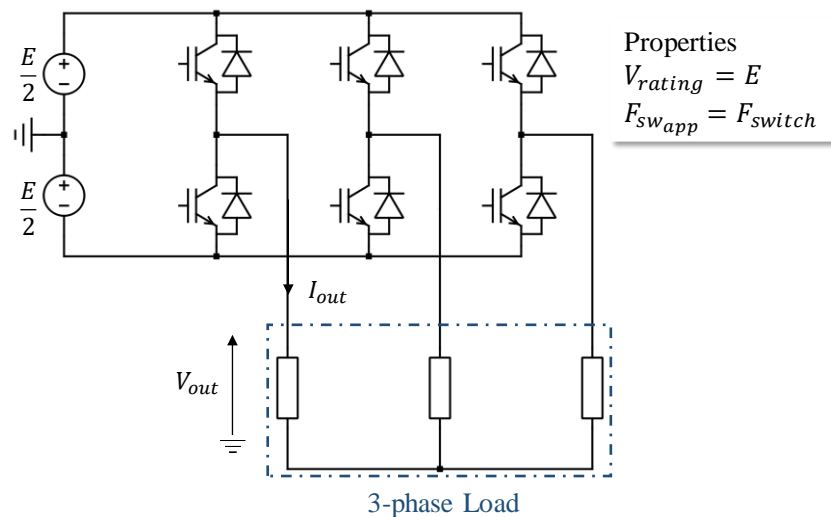 E/2
+
−
E/2
+
−
Properties
V_rating = E
F_sw_app = F_switch
I_out
V_out
3-phase Load